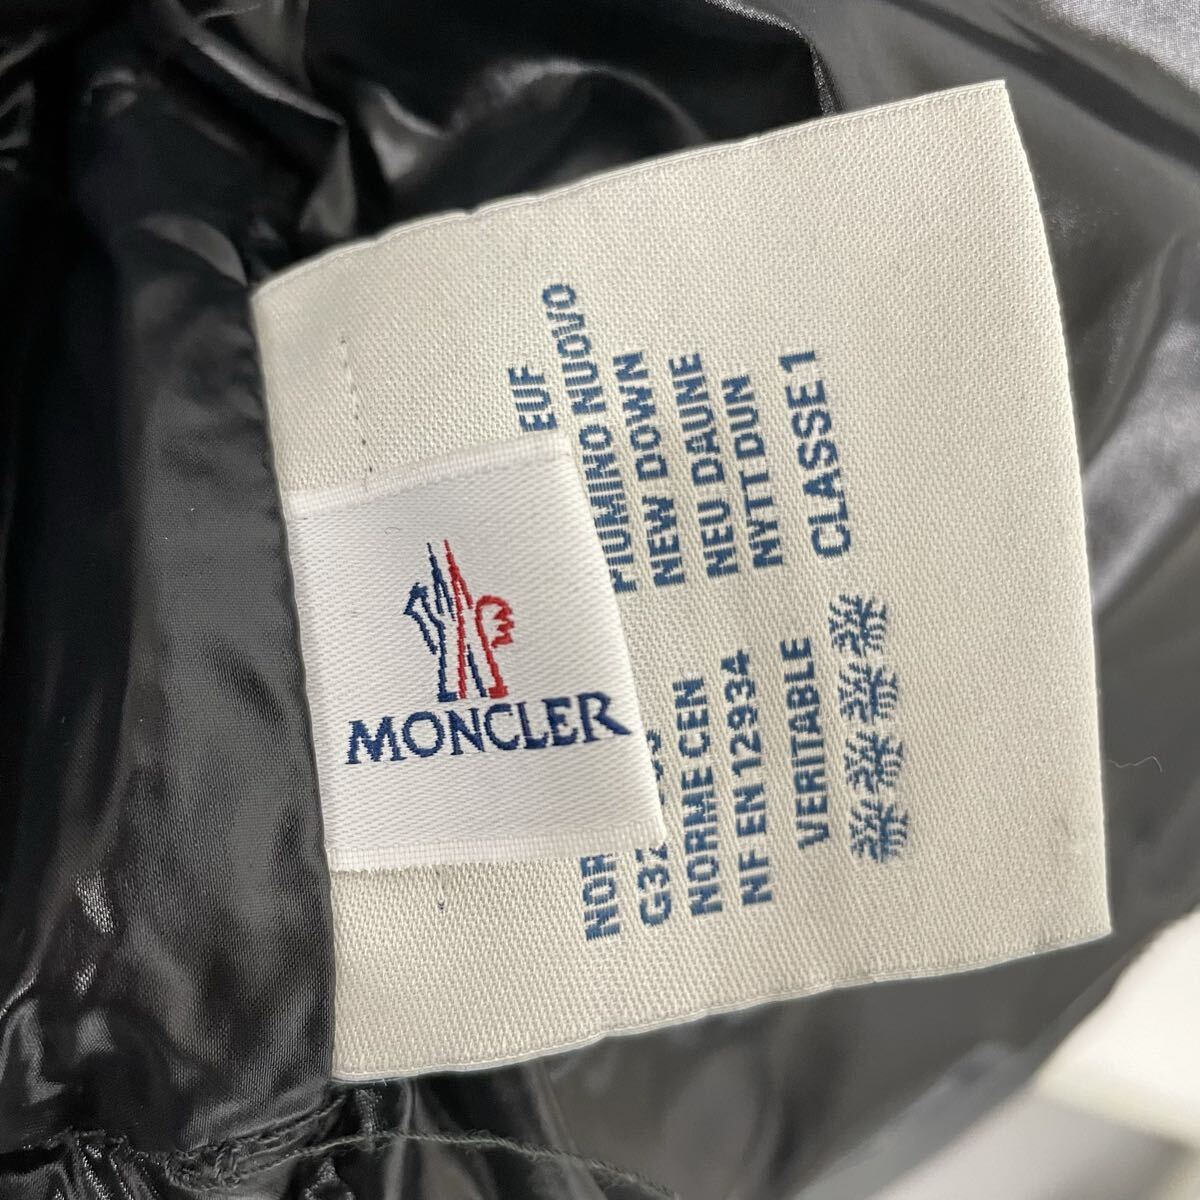 MONCLER
EUF
PIUMINO NUOVO
NEW DOWN
NEU DAUNE
NYTT DUN
CLASSE 1
NORME CEN
NF EN 12934
VERITABLE